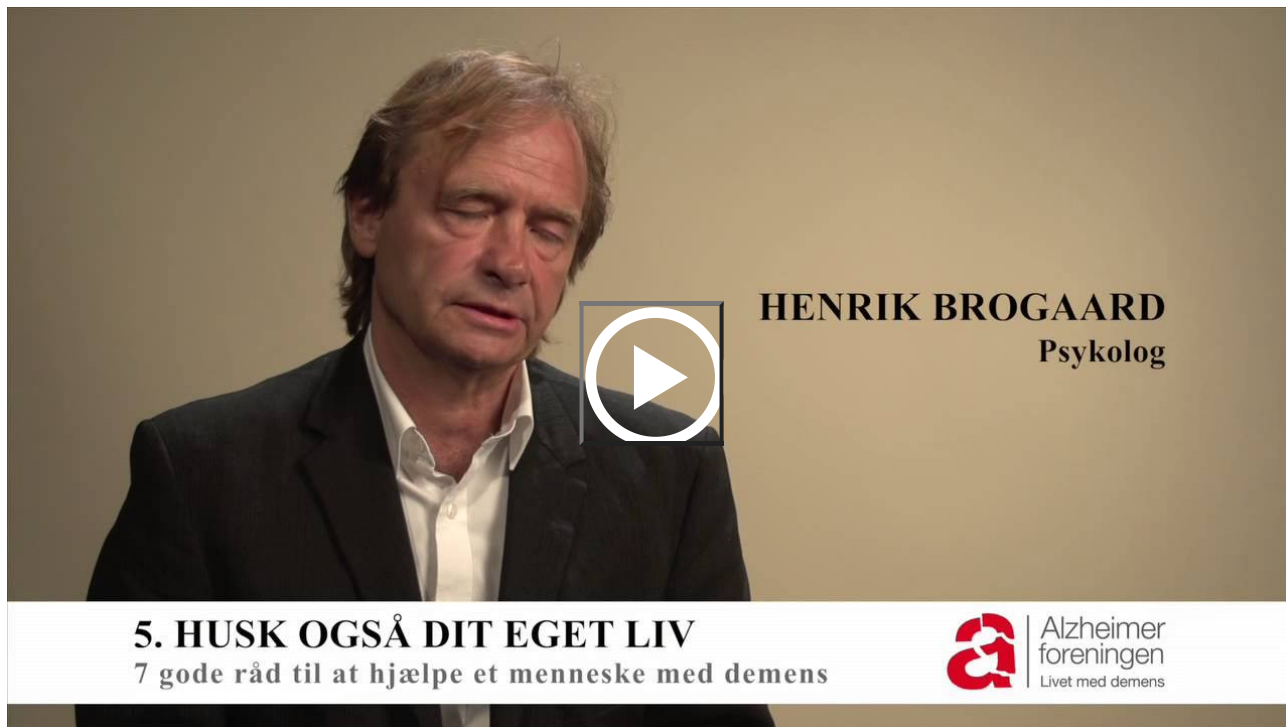 HENRIK BROGAARD
Psykolog
5. HUSK OGSÅ DIT EGET LIV
7 gode råd til at hjælpe et menneske med demens
Alzheimer
foreningen
Livet med demens